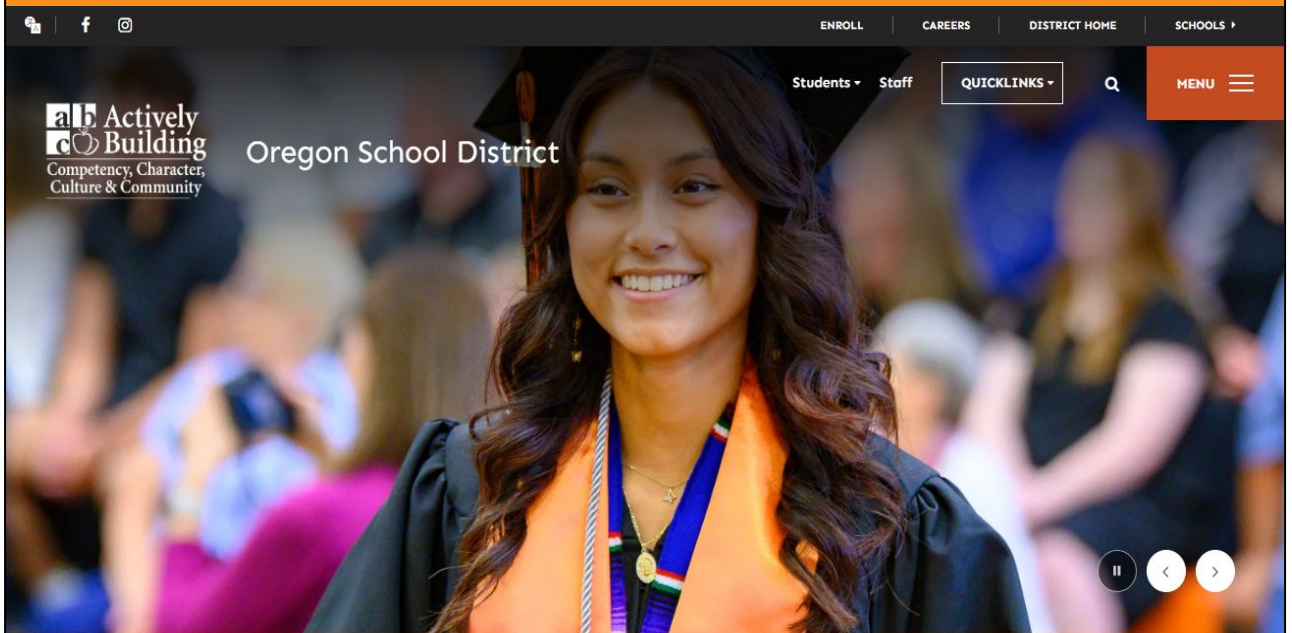 ENROLL
CAREERS
DISTRICT HOME
SCHOOLS
Students
Staff
QUICKLINKS
MENU
a b Actively
c Building
Competency, Character,
Culture & Community
Oregon School District